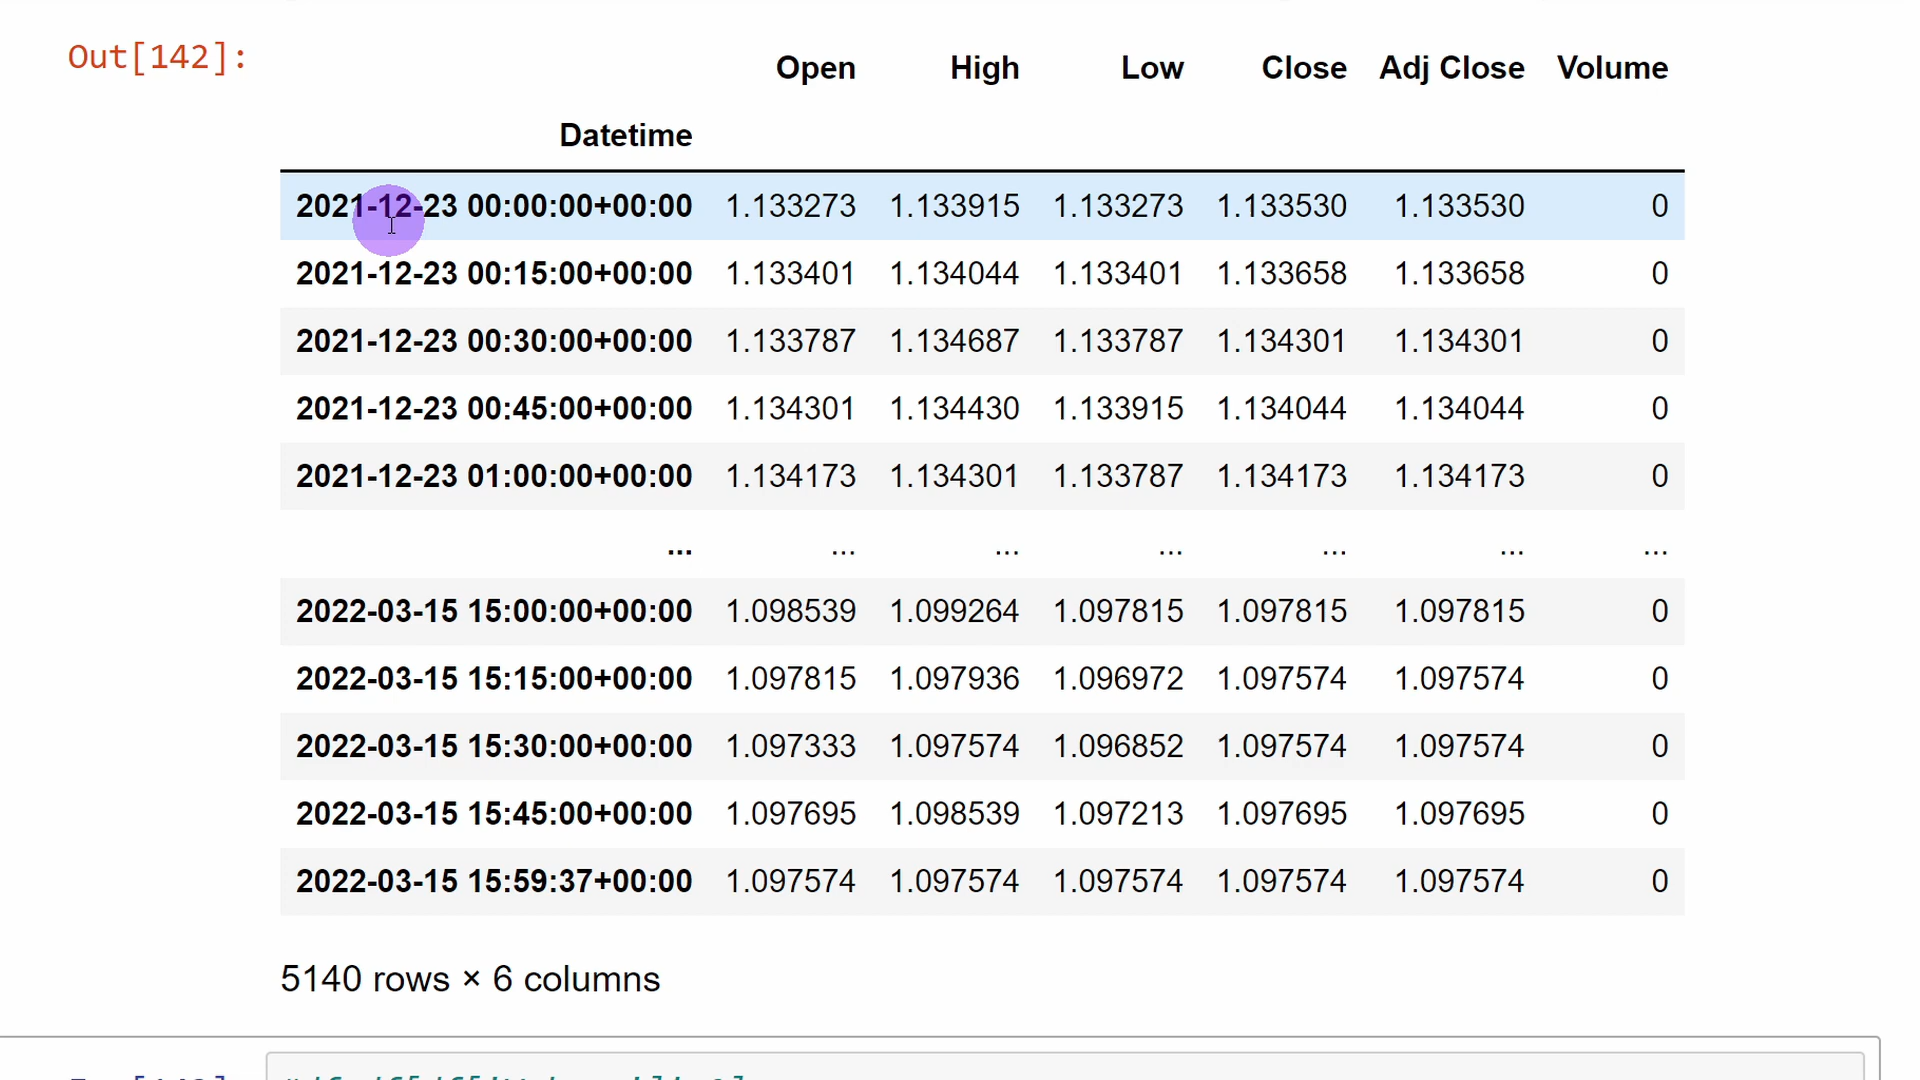 Out[142]:
Open High Low Close Adj Close Volume
Datetime
2021-12-23 00:00:00+00:00 1.133273 1.133915 1.133273 1.133530 1.133530 0
2021-12-23 00:15:00+00:00 1.133401 1.134044 1.133401 1.133658 1.133658 0
2021-12-23 00:30:00+00:00 1.133787 1.134687 1.133787 1.134301 1.134301 0
2021-12-23 00:45:00+00:00 1.134301 1.134430 1.133915 1.134044 1.134044 0
2021-12-23 01:00:00+00:00 1.134173 1.134301 1.133787 1.134173 1.134173 0
... ... ... ... ... ... ...
2022-03-15 15:00:00+00:00 1.098539 1.099264 1.097815 1.097815 1.097815 0
2022-03-15 15:15:00+00:00 1.097815 1.097936 1.096972 1.097574 1.097574 0
2022-03-15 15:30:00+00:00 1.097333 1.097574 1.096852 1.097574 1.097574 0
2022-03-15 15:45:00+00:00 1.097695 1.098539 1.097213 1.097695 1.097695 0
2022-03-15 15:59:37+00:00 1.097574 1.097574 1.097574 1.097574 1.097574 0
5140 rows × 6 columns